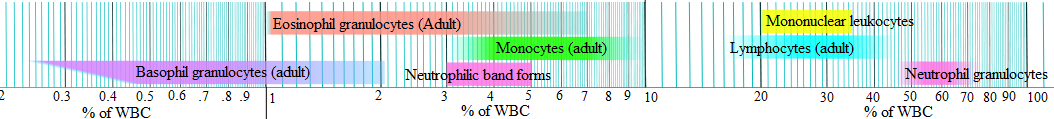 Eosinophil granulocytes (Adult) Mononuclear leukocytes
Monocytes (adult) Lymphocytes (adult)
Basophil granulocytes (adult) Neutrophilic band forms Neutrophil granulocytes
2 0.3 0.4 0.5 0.6 .7 .8 .9 1 2 3 4 5 6 7 8 9 10 20 30 40 50 60 70 80 90 100
% of WBC % of WBC % of WBC